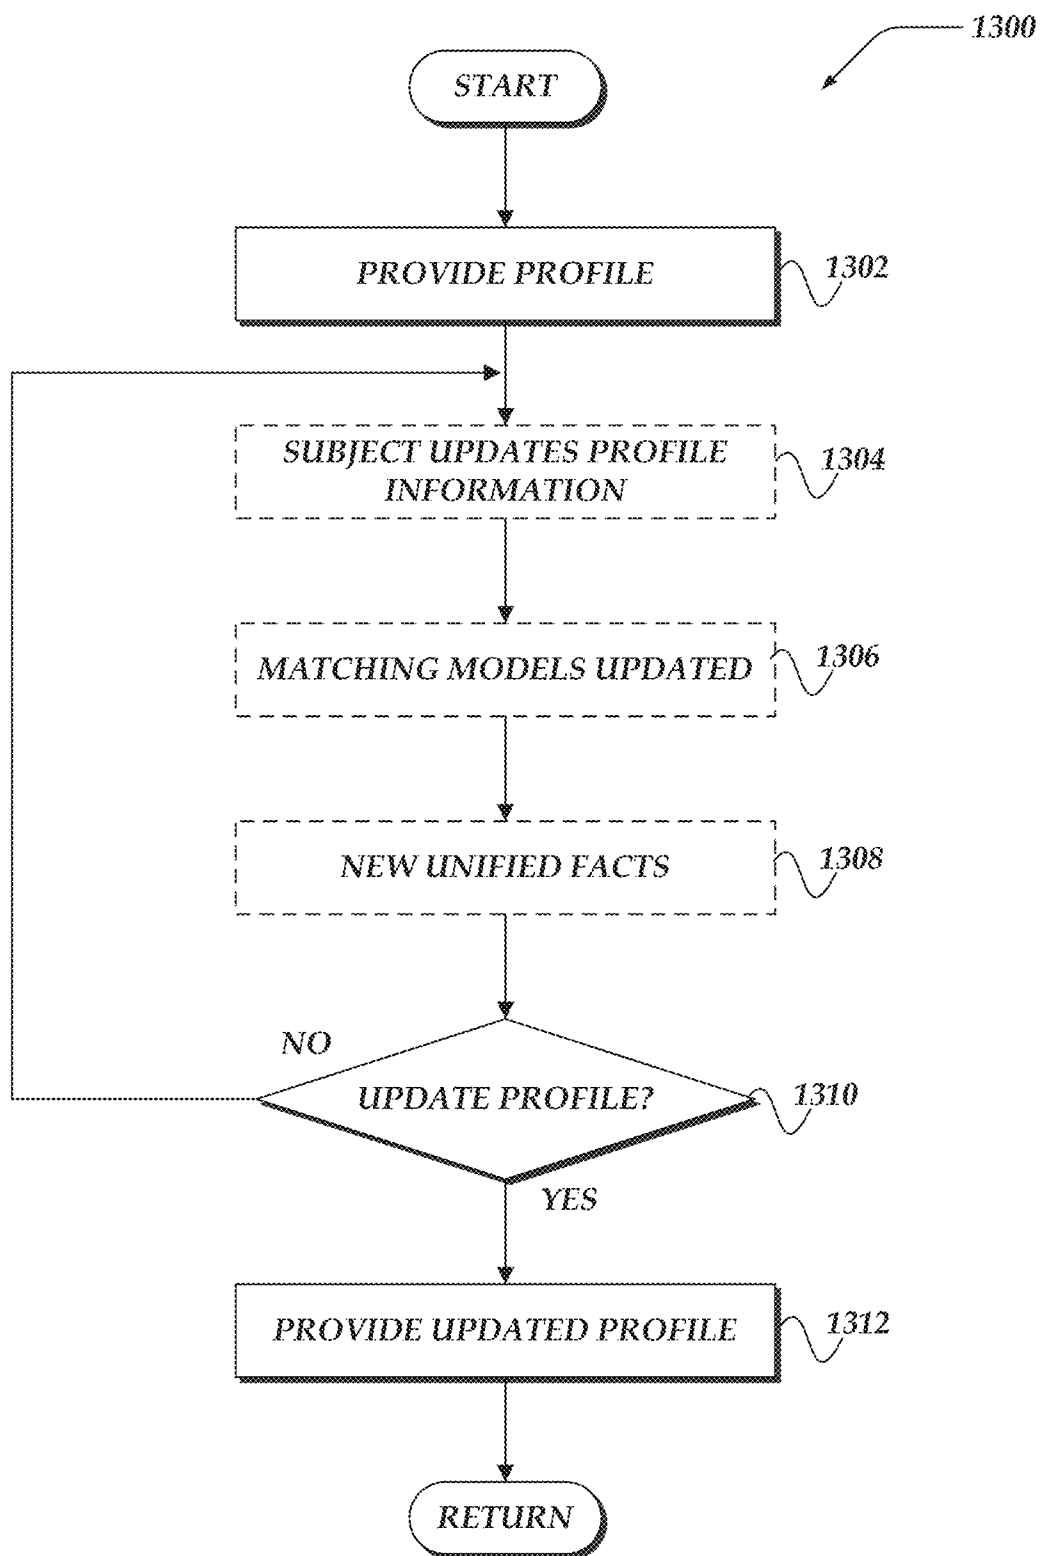 1300
START
PROVIDE PROFILE
1302
SUBJECT UPDATES PROFILE
INFORMATION
1304
MATCHING MODELS UPDATED
1306
NEW UNIFIED FACTS
1308
NO
UPDATE PROFILE?
1310
YES
PROVIDE UPDATED PROFILE
1312
RETURN